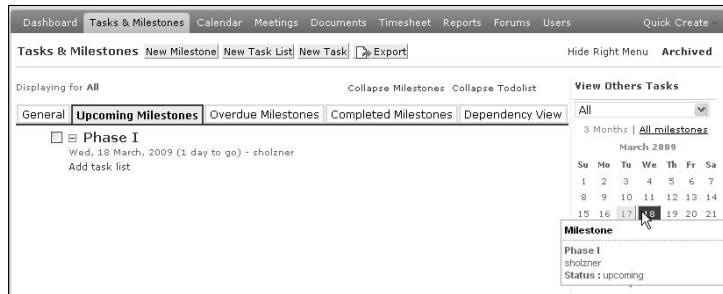 Dashboard Tasks & Milestones Calendar Meetings Documents Timesheet Reports Forums Users Quick Create
Tasks & Milestones New Milestone New Task List New Task Export Hide Right Menu Archived
Displaying for All Collapse Milestones Collapse Todolist
General Upcoming Milestones Overdue Milestones Completed Milestones Dependency View
Phase I
Wed, 18 March, 2009 (1 day to go) - sholzner
Add task list
View Others Tasks
All
3 Months | All milestones
March 2009
Su Mo Tu We Th Fr Sa
1 2 3 4 5 6 7
8 9 10 11 12 13 14
15 16 17 18 19 20 21
Milestone
Phase I
sholzner
Status : upcoming